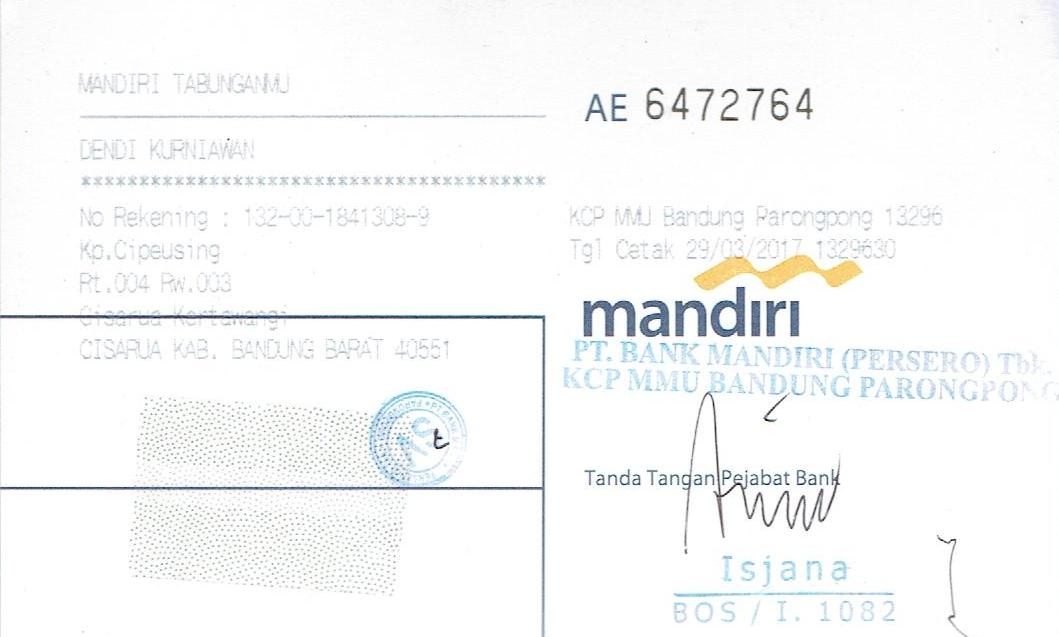 MANDIRI TABUNGANMU
AE 6472764
DENDI KURNIAWAN
**************************************
No Rekening : 132-00-1841308-9
Kp.Cipeusing
Rt.004 Rw.003
Cisarua Kertawangi
CISARUA KAB. BANDUNG BARAT 40551
KCP MMU Bandung Parongpong 13296
Tgl Cetak 29/03/2017 1329630
mandiri
PT. BANK MANDIRI (PERSERO) Tbk.
KCP MMU BANDUNG PARONGPONG
Tanda Tangan Pejabat Bank
Isjana
BOS / I. 1082